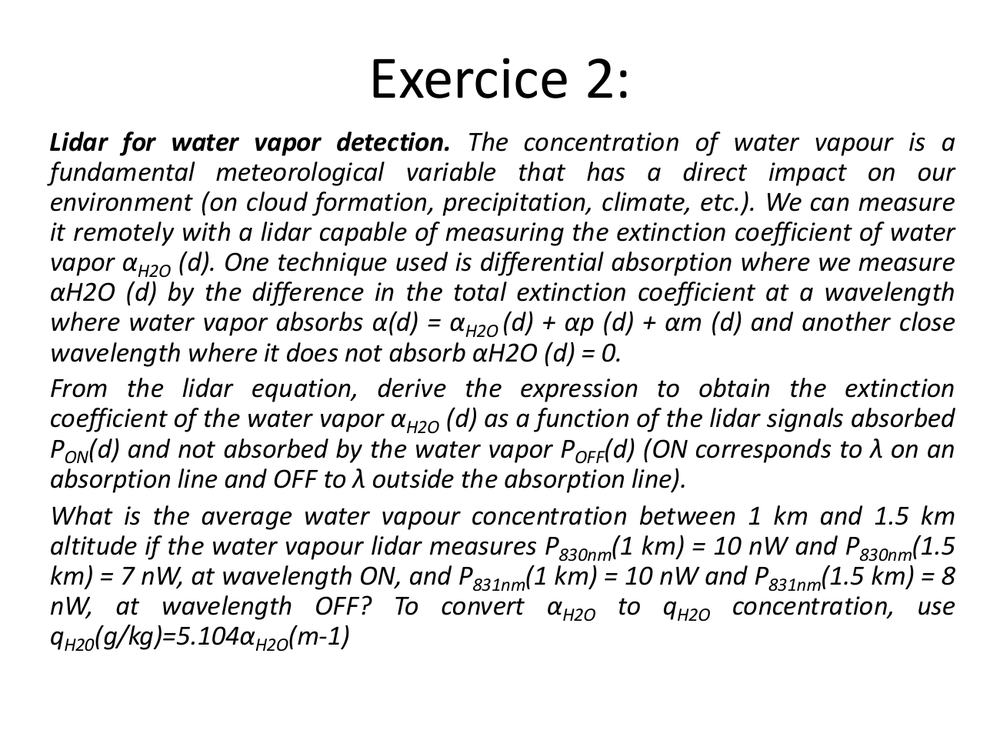 Exercice 2:
Lidar for water vapor detection. The concentration of water vapour is a
fundamental meteorological variable that has a direct impact on our
environment (on cloud formation, precipitation, climate, etc.). We can measure
it remotely with a lidar capable of measuring the extinction coefficient of water
vapor αH2O (d). One technique used is differential absorption where we measure
αH2O (d) by the difference in the total extinction coefficient at a wavelength
where water vapor absorbs α(d) = αH2O (d) + αp (d) + αm (d) and another close
wavelength where it does not absorb αH2O (d) = 0.
From the lidar equation, derive the expression to obtain the extinction
coefficient of the water vapor αH2O (d) as a function of the lidar signals absorbed
PON(d) and not absorbed by the water vapor POFF(d) (ON corresponds to λ on an
absorption line and OFF to λ outside the absorption line).
What is the average water vapour concentration between 1 km and 1.5 km
altitude if the water vapour lidar measures P830nm(1 km) = 10 nW and P830nm(1.5
km) = 7 nW, at wavelength ON, and P831nm(1 km) = 10 nW and P831nm(1.5 km) = 8
nW, at wavelength OFF? To convert αH2O to qH2O concentration, use
qH20(g/kg)=5.104αH2O(m-1)